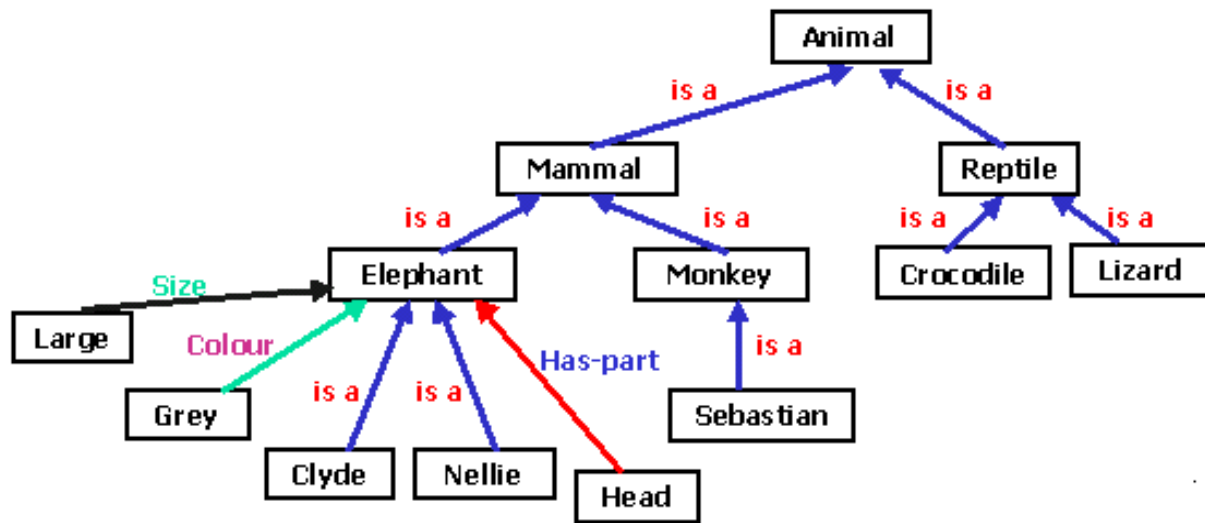 Animal
is a
is a
Mammal
Reptile
is a
is a
is a
is a
Elephant
Monkey
Crocodile
Lizard
Size
Large
Colour
Has-part
is a
is a
is a
Grey
Sebastian
Clyde
Nellie
Head